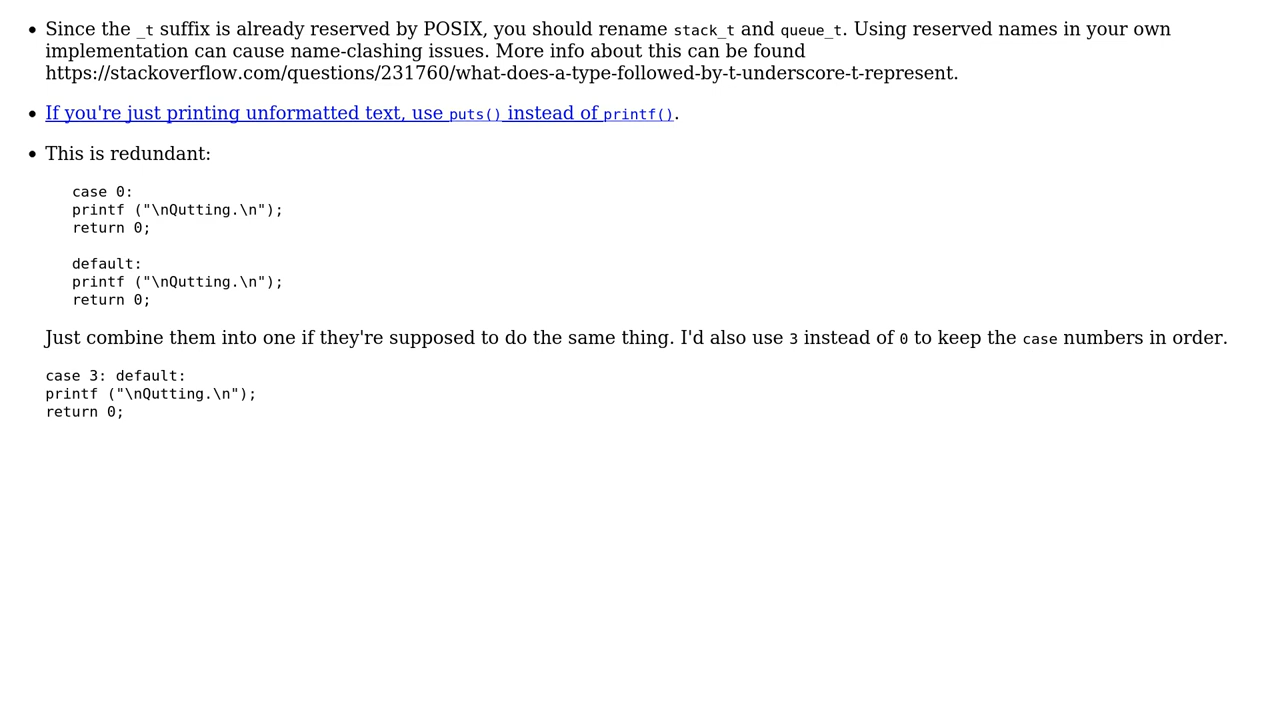 • Since the _t suffix is already reserved by POSIX, you should rename stack_t and queue_t. Using reserved names in your own
implementation can cause name-clashing issues. More info about this can be found
https://stackoverflow.com/questions/231760/what-does-a-type-followed-by-t-underscore-t-represent.
• If you're just printing unformatted text, use puts() instead of printf().
• This is redundant:
case 0:
printf ("\nQutting.\n");
return 0;
default:
printf ("\nQutting.\n");
return 0;
Just combine them into one if they're supposed to do the same thing. I'd also use 3 instead of 0 to keep the case numbers in order.
case 3: default:
printf ("\nQutting.\n");
return 0;